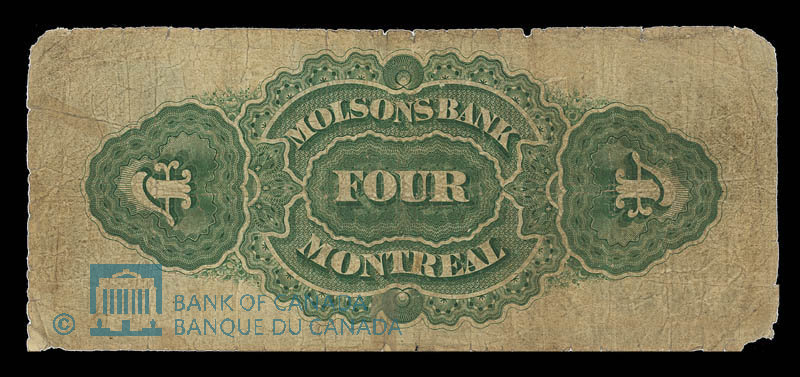 MOLSONS BANK
4 FOUR 4
MONTREAL
© BANK OF CANADA
BANQUE DU CANADA